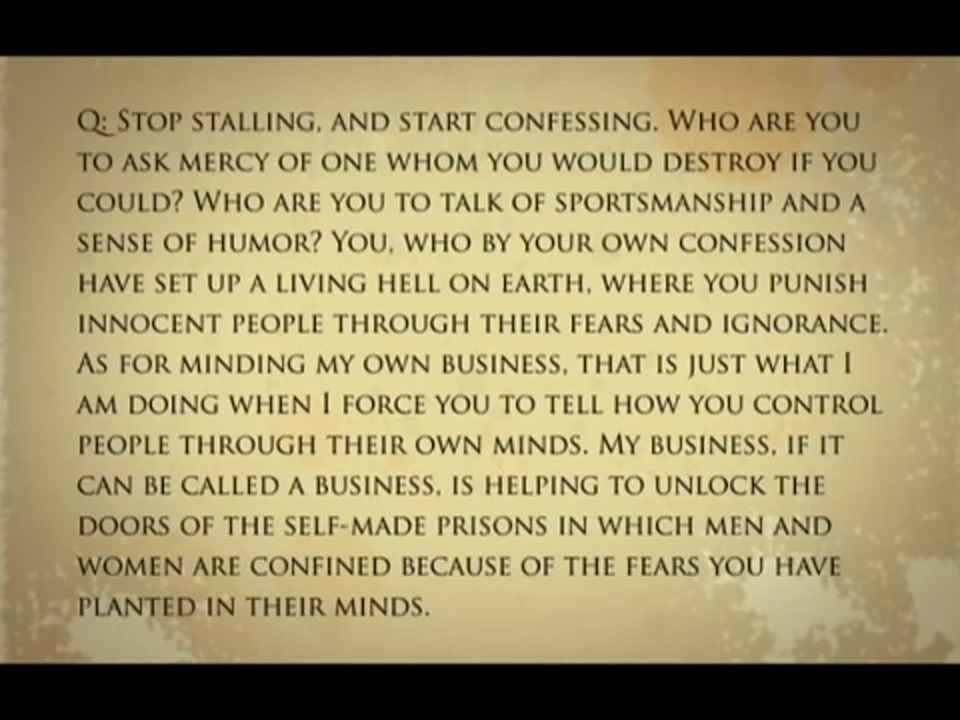 Q: Stop stalling, and start confessing. Who are you
to ask mercy of one whom you would destroy if you
could? Who are you to talk of sportsmanship and a
sense of humor? You, who by your own confession
have set up a living hell on earth, where you punish
innocent people through their fears and ignorance.
As for minding my own business, that is just what I
am doing when I force you to tell how you control
people through their own minds. My business, if it
can be called a business, is helping to unlock the
doors of the self-made prisons in which men and
women are confined because of the fears you have
planted in their minds.